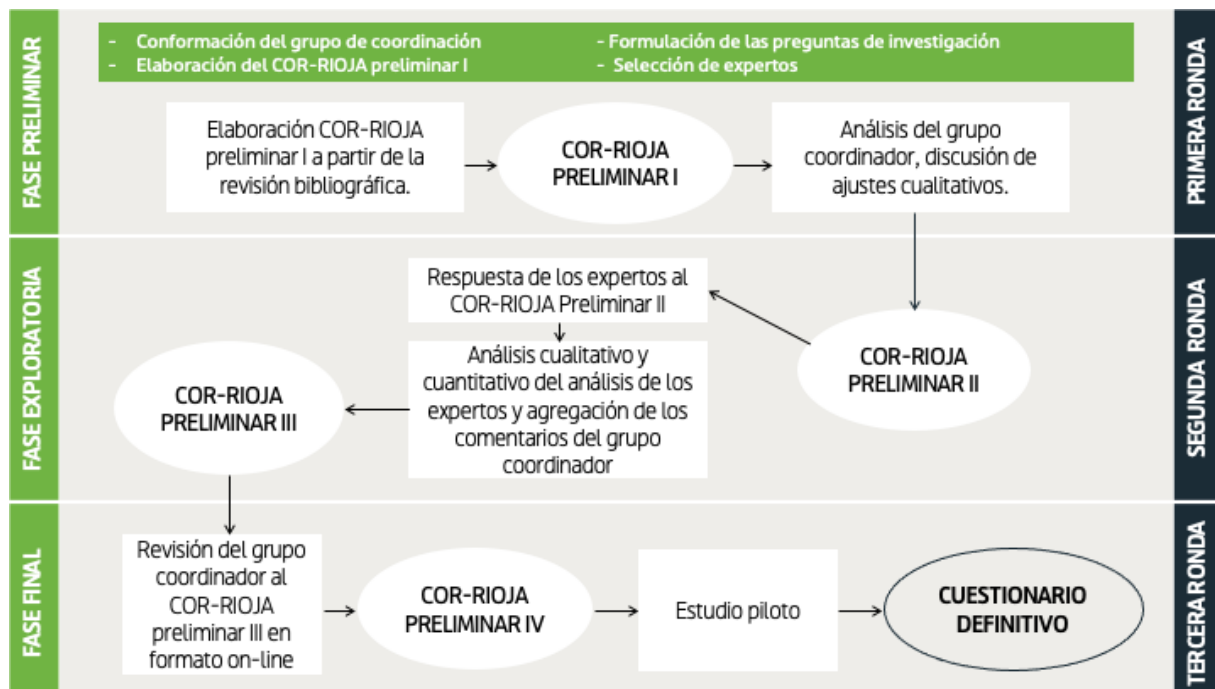 FASE PRELIMINAR
- Conformación del grupo de coordinación
- Elaboración del COR-RIOJA preliminar I
- Formulación de las preguntas de investigación
- Selección de expertos
Elaboración COR-RIOJA
preliminar I a partir de la
revisión bibliográfica.
COR-RIOJA
PRELIMINAR I
Análisis del grupo
coordinador, discusión de
ajustes cualitativos.
PRIMERA RONDA
FASE EXPLORATORIA
Respuesta de los expertos al
COR-RIOJA Preliminar II
COR-RIOJA
PRELIMINAR II
Análisis cualitativo y
cuantitativo del análisis de los
expertos y agregación de los
comentarios del grupo
coordinador
COR-RIOJA
PRELIMINAR III
SEGUNDA RONDA
FASE FINAL
Revisión del grupo
coordinador al
COR-RIOJA
preliminar III en
formato on-line
COR-RIOJA
PRELIMINAR IV
Estudio piloto
CUESTIONARIO
DEFINITIVO
TERCERA RONDA